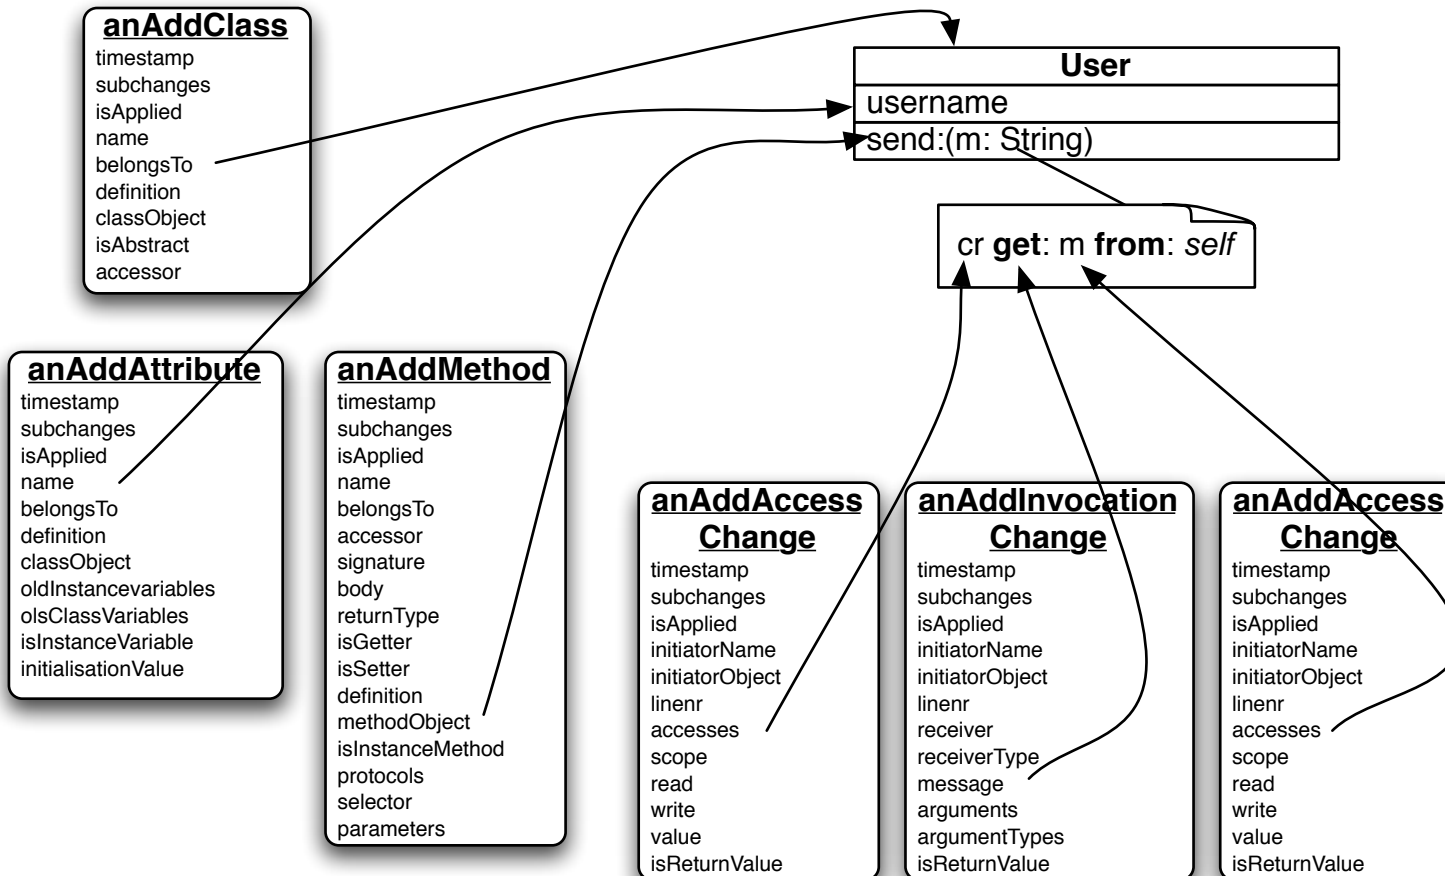 anAddClass
timestamp
subchanges
isApplied
name
belongsTo
definition
classObject
isAbstract
accessor
User
username
send:(m: String)
cr get: m from: self
anAddAttribute
timestamp
subchanges
isApplied
name
belongsTo
definition
classObject
oldInstancevariables
olsClassVariables
isInstanceVariable
initialisationValue
anAddMethod
timestamp
subchanges
isApplied
name
belongsTo
accessor
signature
body
returnType
isGetter
isSetter
definition
methodObject
isInstanceMethod
protocols
selector
parameters
anAddAccess
Change
timestamp
subchanges
isApplied
initiatorName
initiatorObject
linenr
accesses
scope
read
write
value
isReturnValue
anAddInvocation
Change
timestamp
subchanges
isApplied
initiatorName
initiatorObject
linenr
receiver
receiverType
message
arguments
argumentTypes
isReturnValue
anAddAccess
Change
timestamp
subchanges
isApplied
initiatorName
initiatorObject
linenr
accesses
scope
read
write
value
isReturnValue